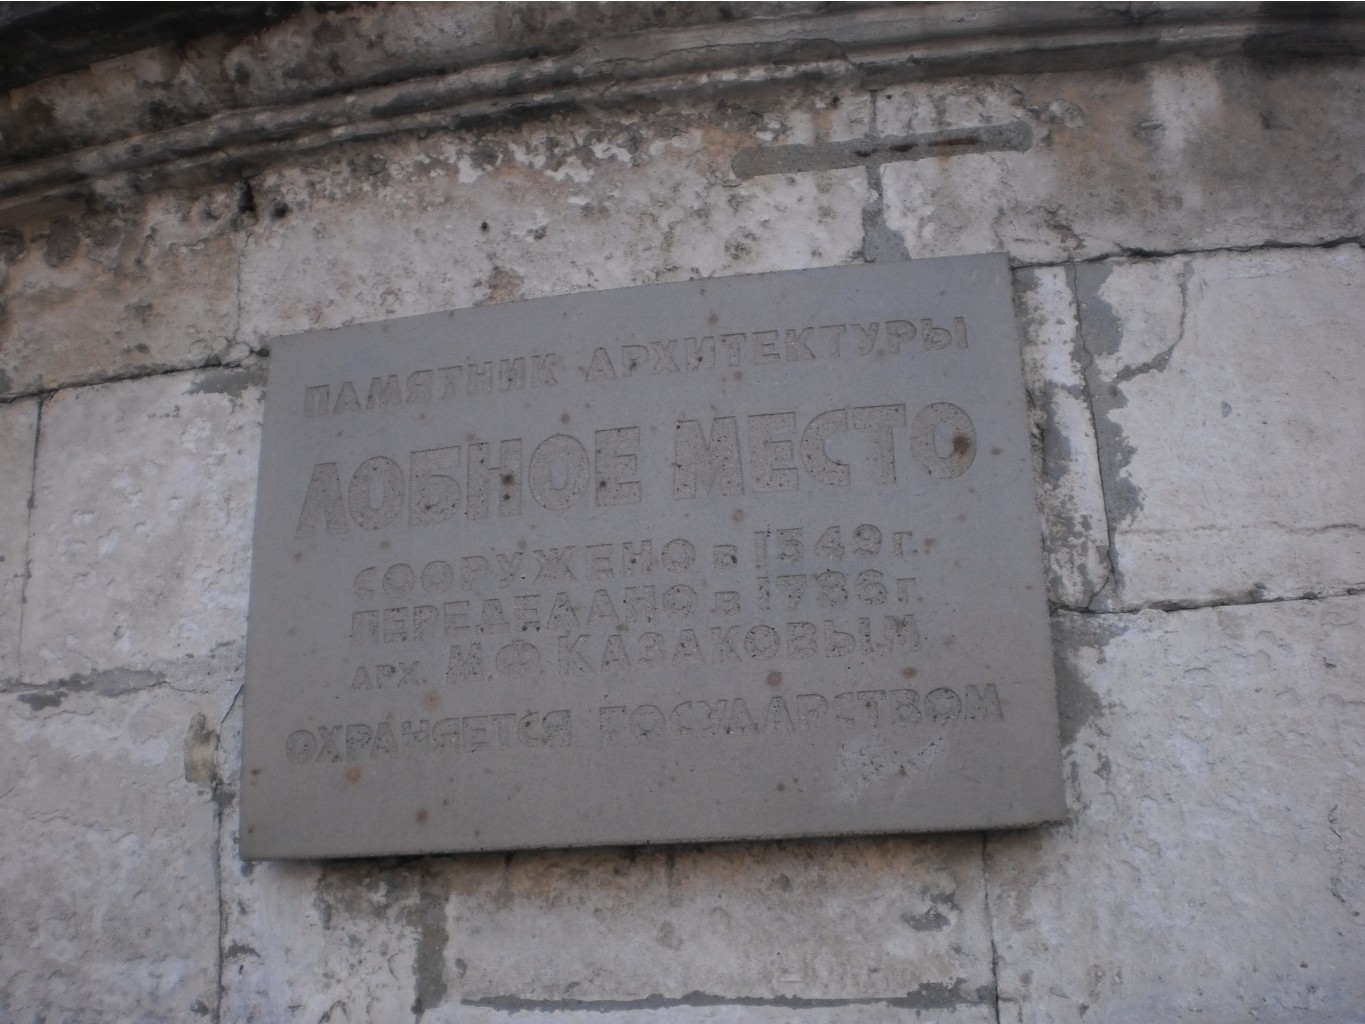 ПАМЯТНИК АРХИТЕКТУРЫ
ЛОБНОЕ МЕСТО
СООРУЖЕНО в 1549 г.
ПЕРЕДЕЛАНО в 1786 г.
АРХ. М.Ф. КАЗАКОВЫМ
ОХРАНЯЕТСЯ ГОСУДАРСТВОМ